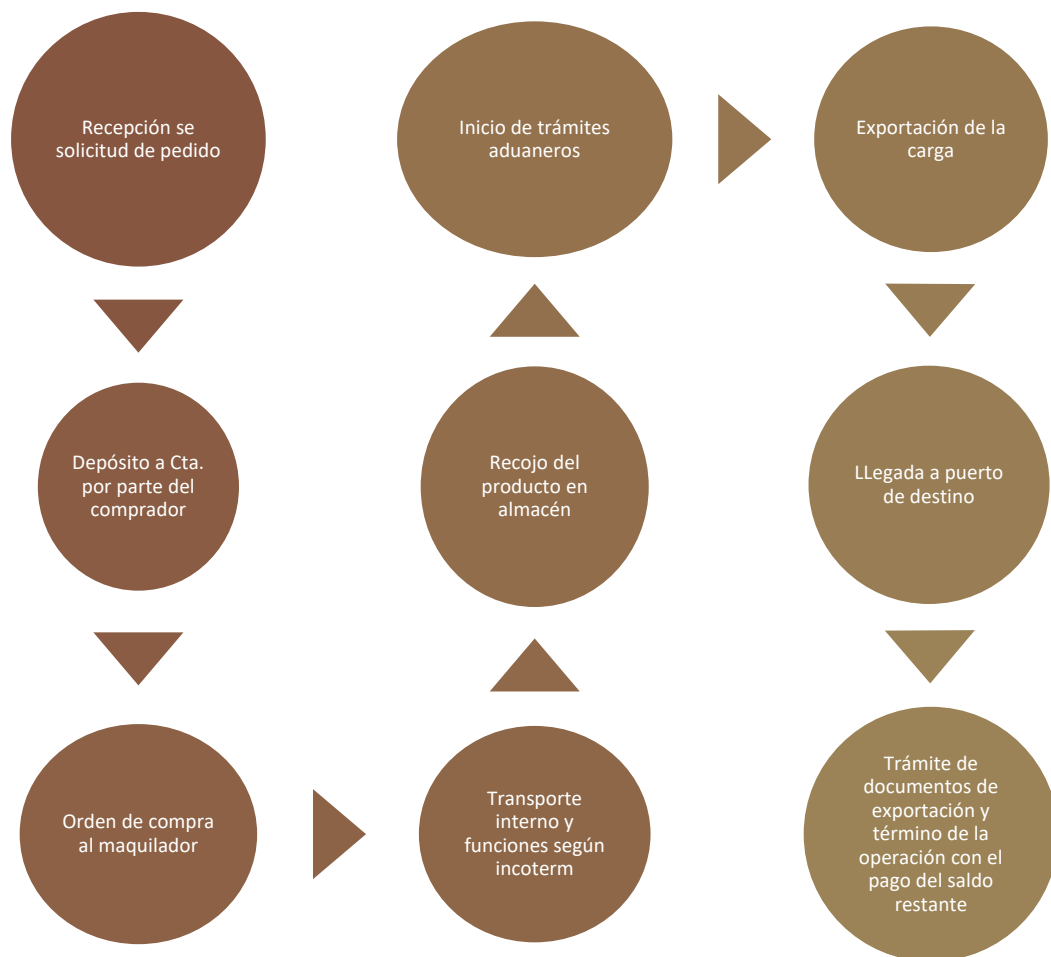 Recepción se
solicitud de pedido
Depósito a Cta.
por parte del
comprador
Orden de compra
al maquilador
Transporte
interno y
funciones según
incoterm
Recojo del
producto en
almacén
Inicio de trámites
aduaneros
Exportación de la
carga
LLegada a puerto
de destino
Trámite de
documentos de
exportación y
término de la
operación con el
pago del saldo
restante